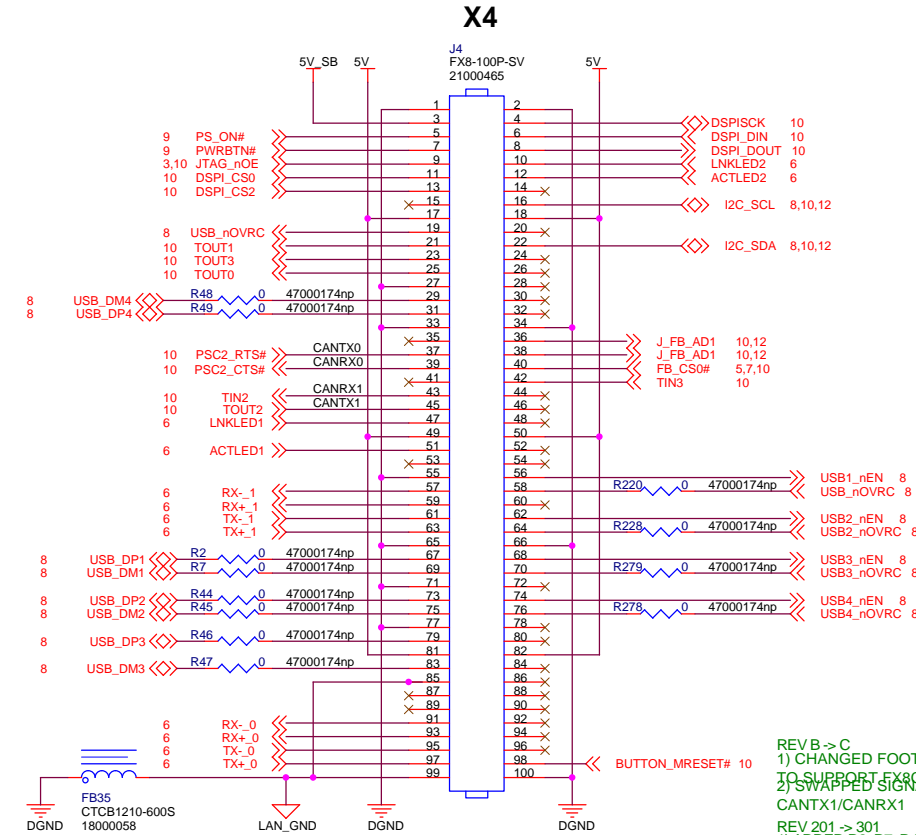 X4
J4
FX8-100P-SV
21000465
5V_SB 5V 5V
1 2
3 4 DSPISCK 10
9 PS_ON# 5 6 DSPI_DIN 10
9 PWRBTN# 7 8 DSPI_DOUT 10
3,10 JTAG_nOE 9 10 LNKLED2 6
10 DSPI_CS0 11 12 ACTLED2 6
10 DSPI_CS2 13 14
15 16 I2C_SCL 8,10,12
17 18
8 USB_nOVRC 19 20
10 TOUT1 21 22 I2C_SDA 8,10,12
10 TOUT3 23 24
10 TOUT0 25 26
27 28
8 USB_DM4 R48 0 47000174np 29 30
8 USB_DP4 R49 0 47000174np 31 32
33 34
35 36 J_FB_AD1 10,12
10 PSC2_RTS# CANTX0 37 38 J_FB_AD1 10,12
10 PSC2_CTS# CANRX0 39 40 FB_CS0# 5,7,10
41 42 TIN3 10
10 TIN2 CANRX1 43 44
10 TOUT2 CANTX1 45 46
6 LNKLED1 47 48
49 50
6 ACTLED1 51 52
53 54
55 56 USB1_nEN 8
6 RX-_1 57 58 R220 0 47000174np USB_nOVRC 8
6 RX+_1 59 60
6 TX-_1 61 62 USB2_nEN 8
6 TX+_1 63 64 R228 0 47000174np USB2_nOVRC 8
65 66
8 USB_DP1 R2 0 47000174np 67 68 USB3_nEN 8
8 USB_DM1 R7 0 47000174np 69 70 R279 0 47000174np USB3_nOVRC 8
71 72
8 USB_DP2 R44 0 47000174np 73 74 USB4_nEN 8
8 USB_DM2 R45 0 47000174np 75 76 R278 0 47000174np USB4_nOVRC 8
77 78
8 USB_DP3 R46 0 47000174np 79 80
81 82
8 USB_DM3 R47 0 47000174np 83 84
85 86
87 88
89 90
6 RX-_0 91 92
6 RX+_0 93 94
6 TX-_0 95 96
6 TX+_0 97 98 BUTTON_MRESET# 10
99 100
FB35
CTCB1210-600S
18000058
DGND LAN_GND DGND DGND
REV B -> C
1) CHANGED FOOT
TO SUPPORT FX8C
2) SWAPPED SIGNA
CANTX1/CANRX1
REV 201 -> 301